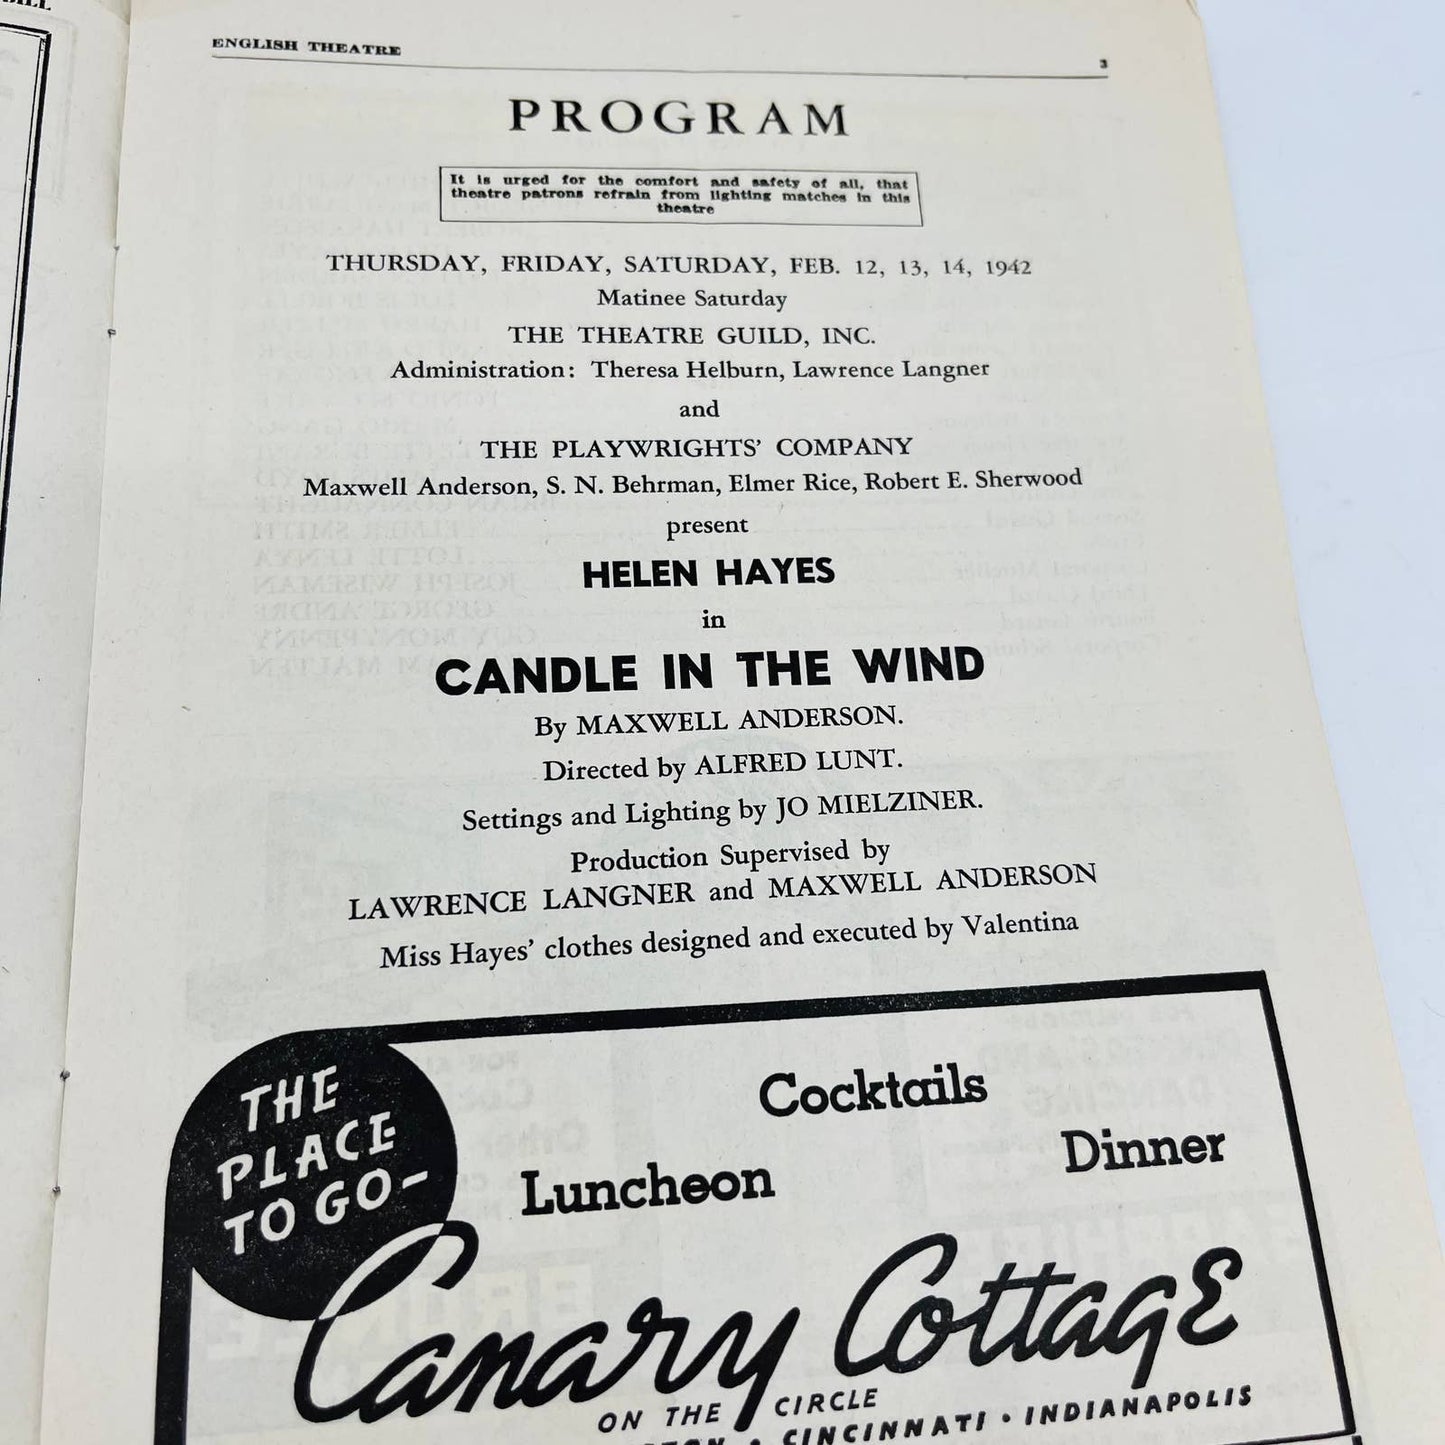 ENGLISH THEATRE
3
PROGRAM
It is urged for the comfort and safety of all, that
theatre patrons refrain from lighting matches in this
theatre
THURSDAY, FRIDAY, SATURDAY, FEB. 12, 13, 14, 1942
Matinee Saturday
THE THEATRE GUILD, INC.
Administration: Theresa Helburn, Lawrence Langner
and
THE PLAYWRIGHTS' COMPANY
Maxwell Anderson, S. N. Behrman, Elmer Rice, Robert E. Sherwood
present
HELEN HAYES
in
CANDLE IN THE WIND
By MAXWELL ANDERSON.
Directed by ALFRED LUNT.
Settings and Lighting by JO MIELZINER.
Production Supervised by
LAWRENCE LANGNER and MAXWELL ANDERSON
Miss Hayes' clothes designed and executed by Valentina
THE
PLACE
TO GO-
Cocktails
Luncheon
Dinner
Canary Cottage
ON THE CIRCLE
• CINCINNATI • INDIANAPOLIS